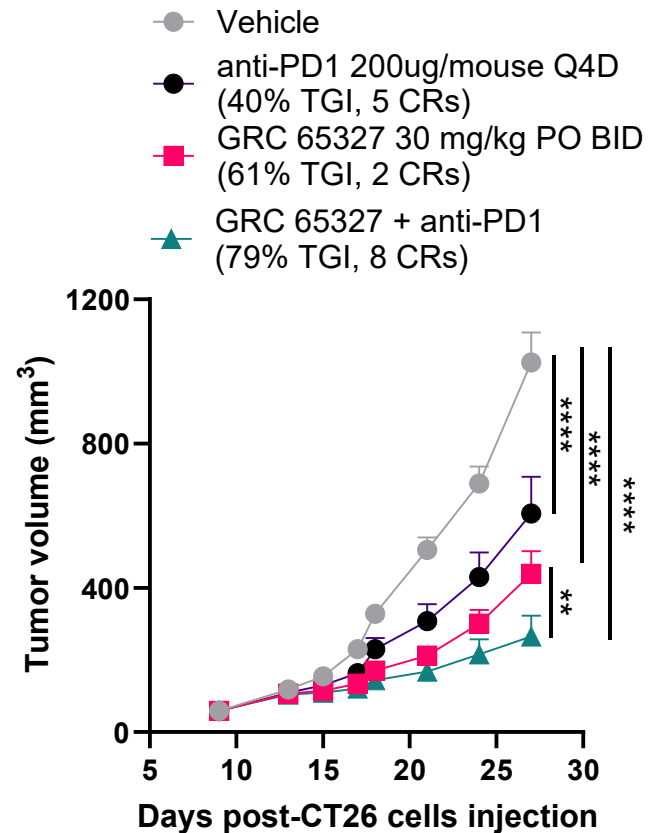 Vehicle
anti-PD1 200ug/mouse Q4D
(40% TGI, 5 CRs)
GRC 65327 30 mg/kg PO BID
(61% TGI, 2 CRs)
GRC 65327 + anti-PD1
(79% TGI, 8 CRs)
Tumor volume (mm³)
1200
800
400
0
****
****
****
**
5 10 15 20 25 30
Days post-CT26 cells injection